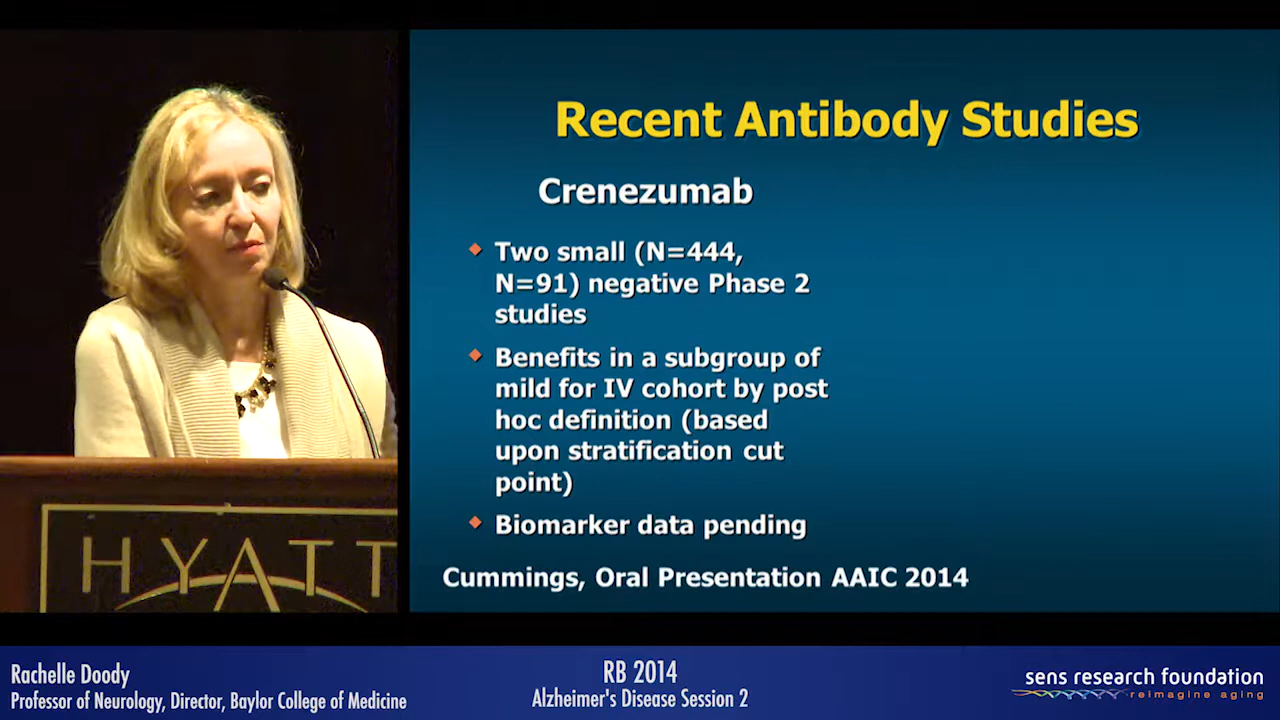 Recent Antibody Studies
Crenezumab
Two small (N=444,
N=91) negative Phase 2
studies
Benefits in a subgroup of
mild for IV cohort by post
hoc definition (based
upon stratification cut
point)
Biomarker data pending
Cummings, Oral Presentation AAIC 2014
HYATT
Rachelle Doody
Professor of Neurology, Director, Baylor College of Medicine
RB 2014
Alzheimer's Disease Session 2
sens research foundation
reimagine aging